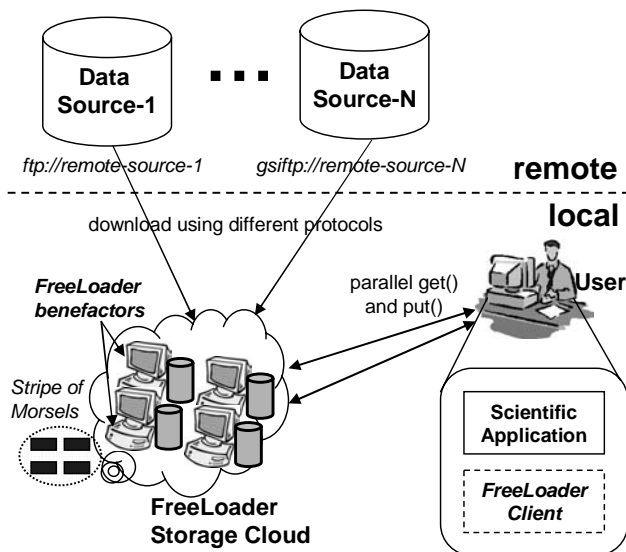 Data
Source-1
Data
Source-N
ftp://remote-source-1
gsiftp://remote-source-N
remote
local
download using different protocols
User
parallel get()
and put()
FreeLoader
benefactors
Stripe of
Morsels
Scientific
Application
FreeLoader
Client
FreeLoader
Storage Cloud